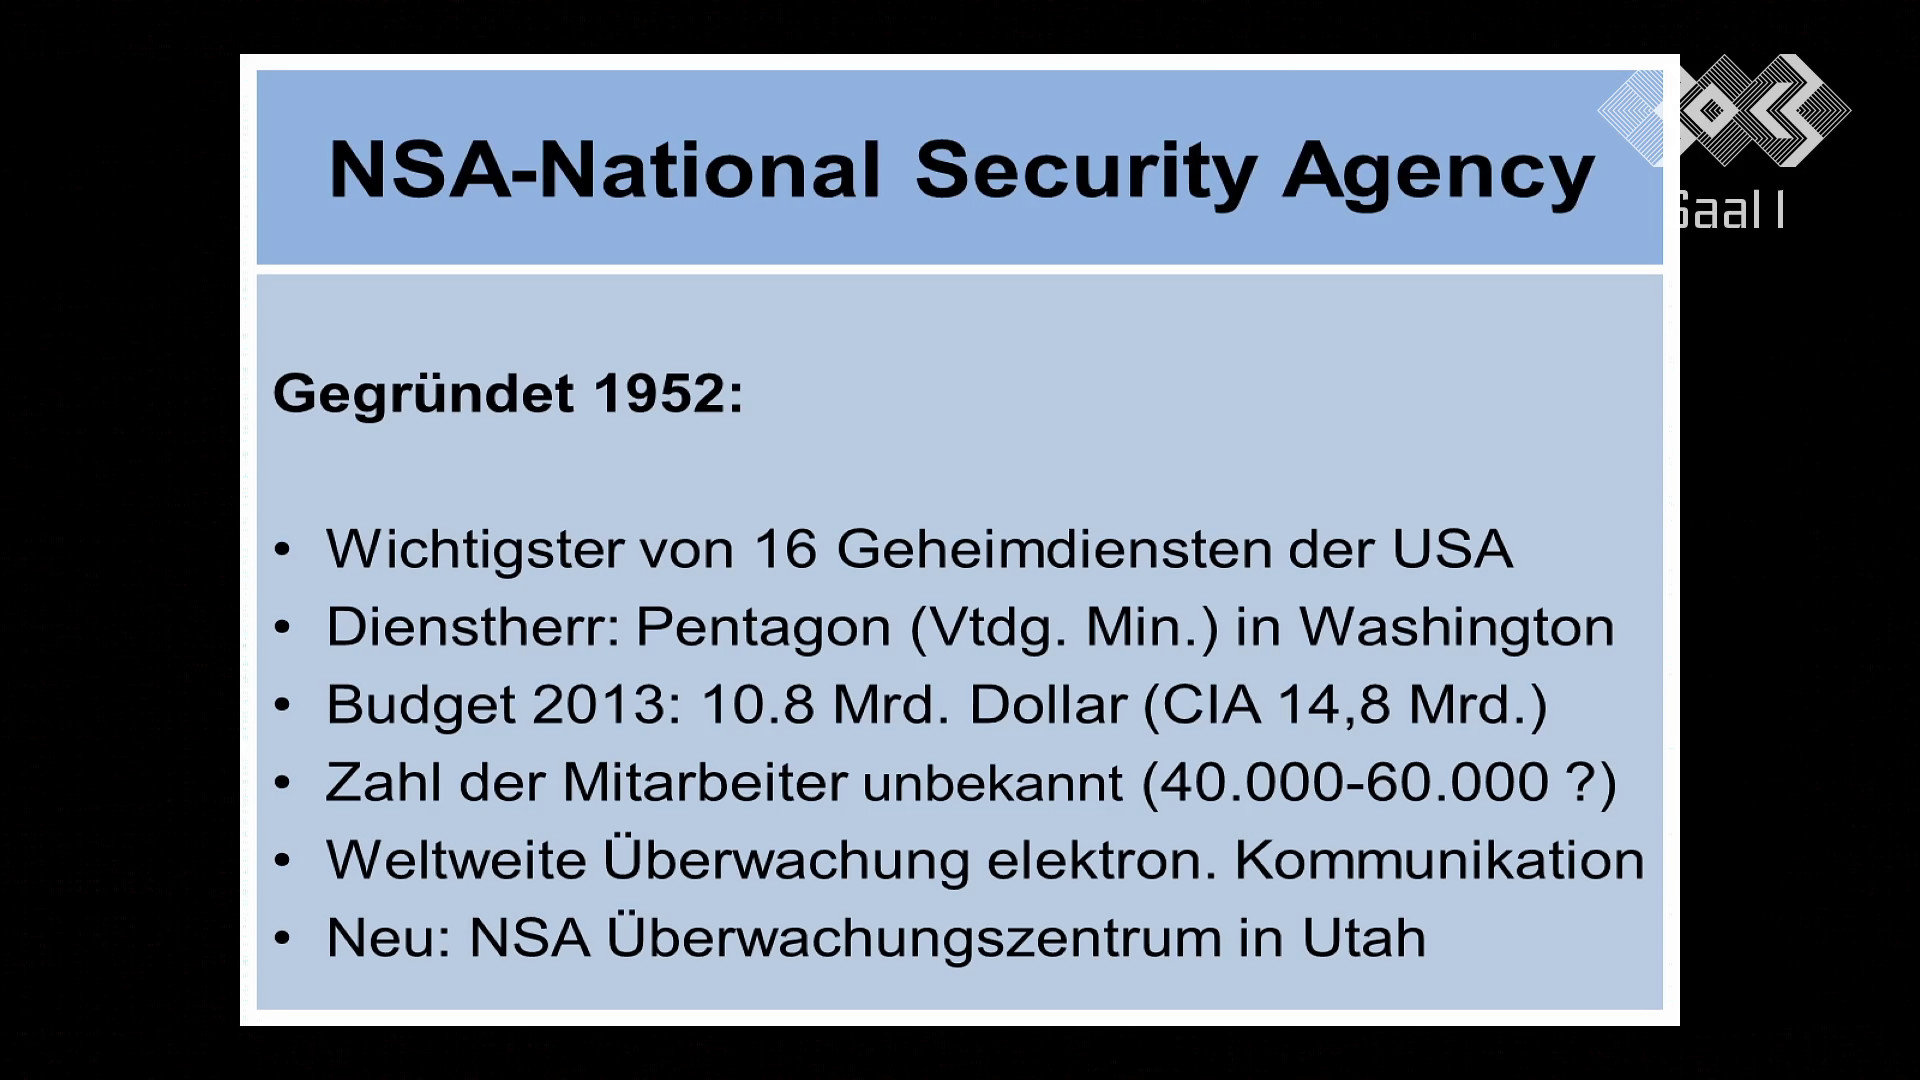 NSA-National Security Agency
Saal 1
Gegründet 1952:
• Wichtigster von 16 Geheimdiensten der USA
• Dienstherr: Pentagon (Vtdg. Min.) in Washington
• Budget 2013: 10.8 Mrd. Dollar (CIA 14,8 Mrd.)
• Zahl der Mitarbeiter unbekannt (40.000-60.000 ?)
• Weltweite Überwachung elektron. Kommunikation
• Neu: NSA Überwachungszentrum in Utah